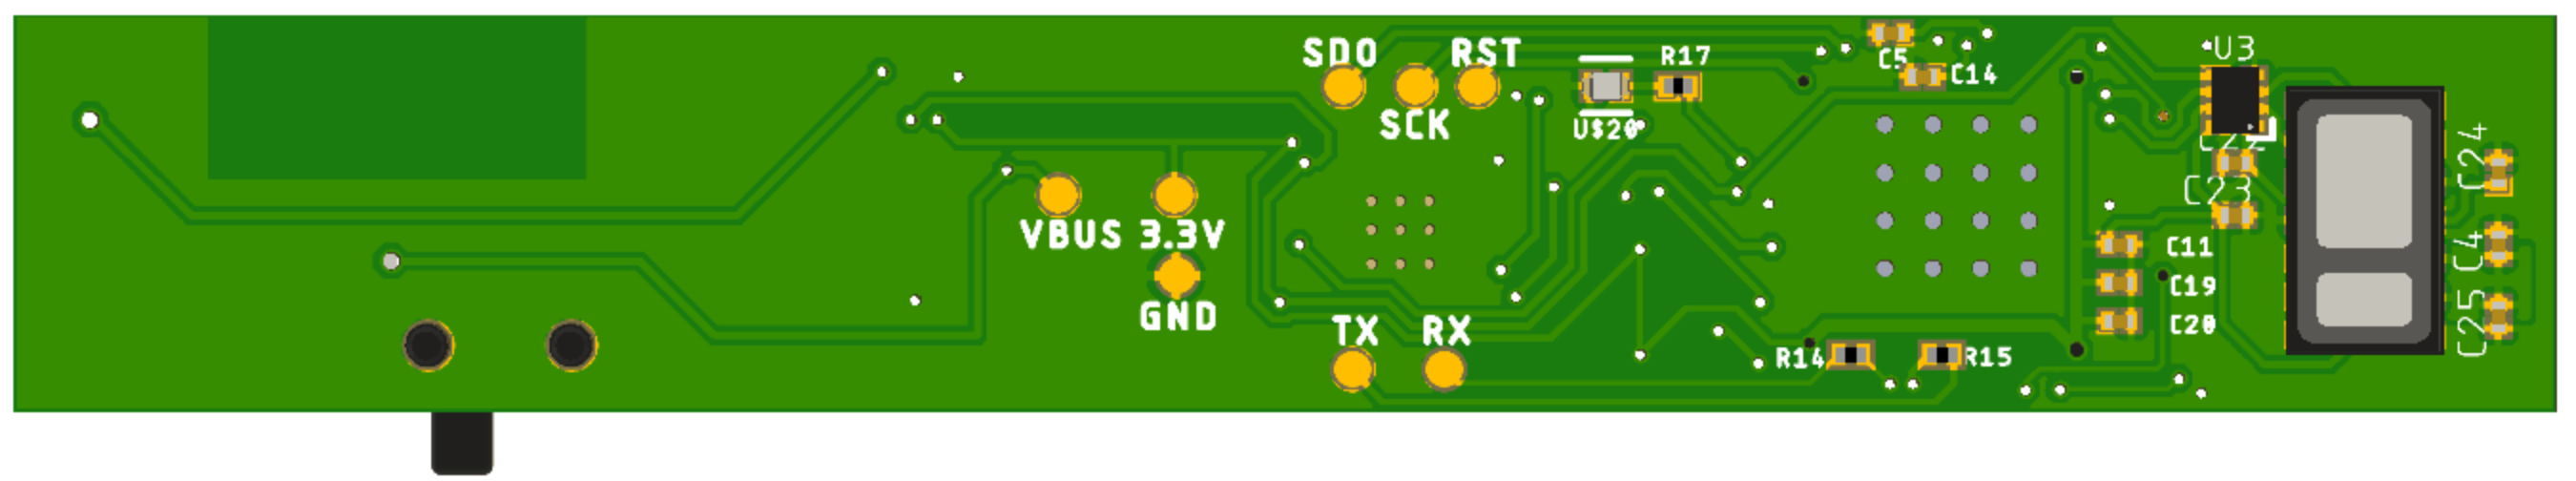 SDO
RST
SCK
U$20
R17
C5
C14
U3
C22
C23
C24
VBUS
3.3V
GND
C11
C4
C19
C20
C25
TX
RX
R14
R15